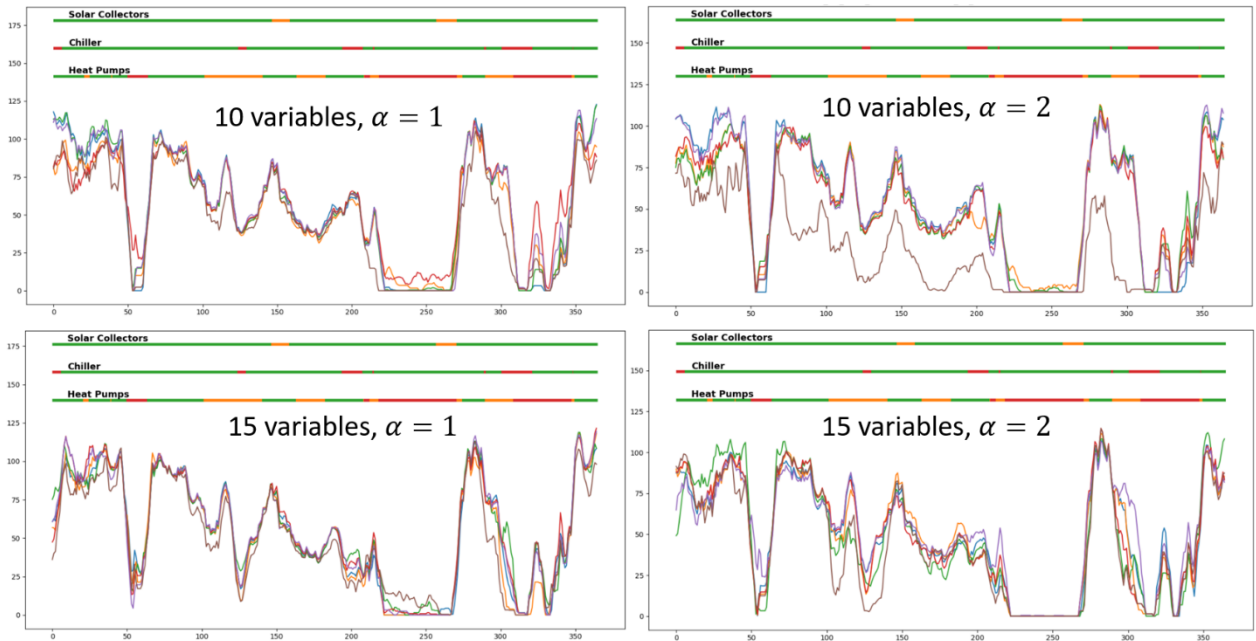 175
Solar Collectors
Chiller
150
Heat Pumps
125
10 variables, α = 1
100
75
50
25
0
0 50 100 150 200 250 300 350
Solar Collectors
150
Chiller
Heat Pumps
125
10 variables, α = 2
100
75
50
25
0
0 50 100 150 200 250 300 350
175
Solar Collectors
Chiller
150
Heat Pumps
125
15 variables, α = 1
100
75
50
25
0
0 50 100 150 200 250 300 350
Solar Collectors
150
Chiller
Heat Pumps
125
15 variables, α = 2
100
75
50
25
0
0 50 100 150 200 250 300 350